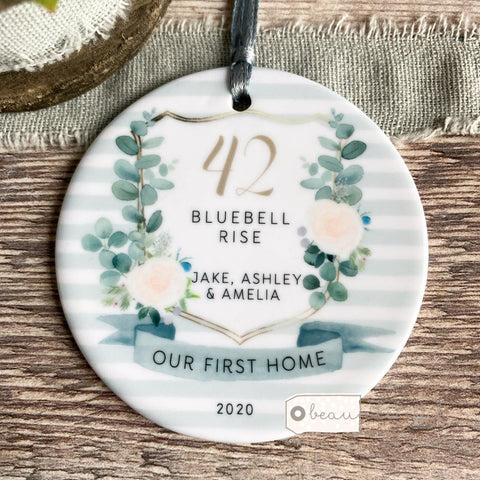 42
BLUEBELL
RISE
JAKE, ASHLEY
& AMELIA
OUR FIRST HOME
2020
beau